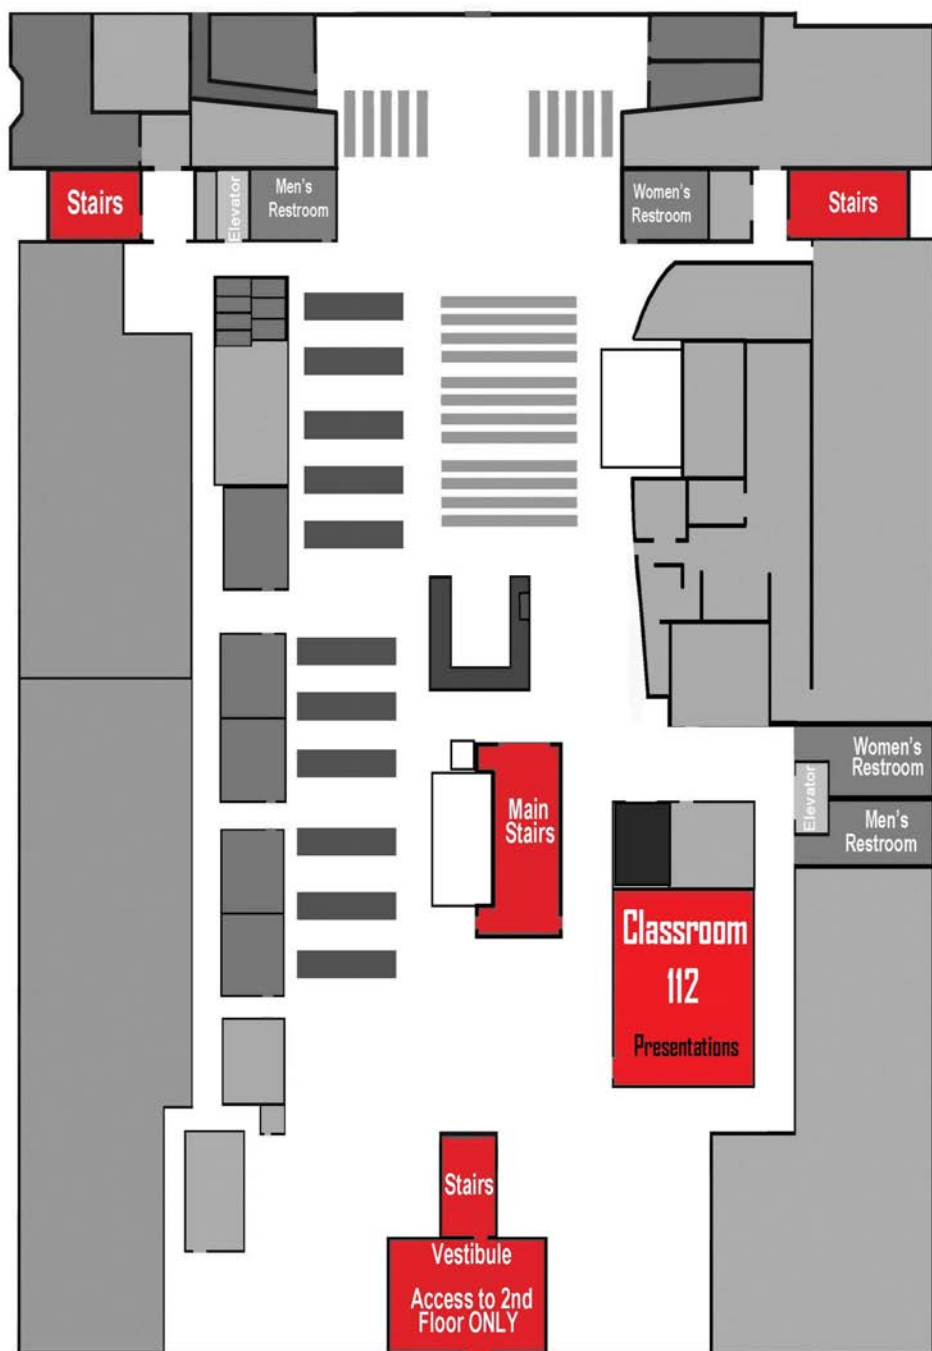 Stairs
Elevator
Men's
Restroom
Women's
Restroom
Stairs
Women's
Restroom
Elevator
Men's
Restroom
Main
Stairs
Classroom
112
Presentations
Stairs
Vestibule
Access to 2nd
Floor ONLY